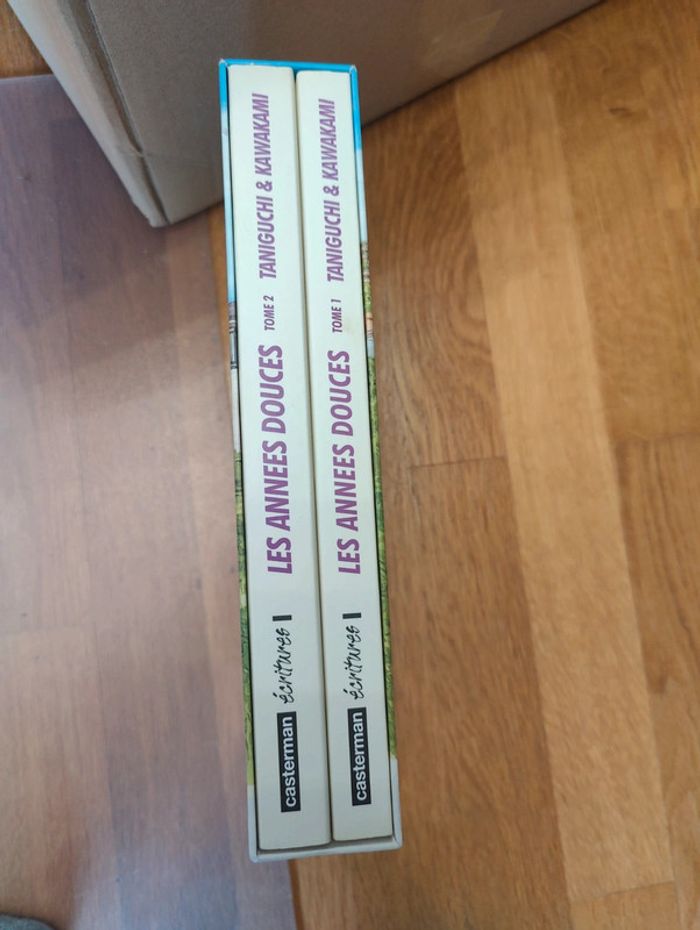 casterman écritures LES ANNEES DOUCES TOME 2 TANIGUCHI & KAWAKAMI
casterman écritures LES ANNEES DOUCES TOME 1 TANIGUCHI & KAWAKAMI